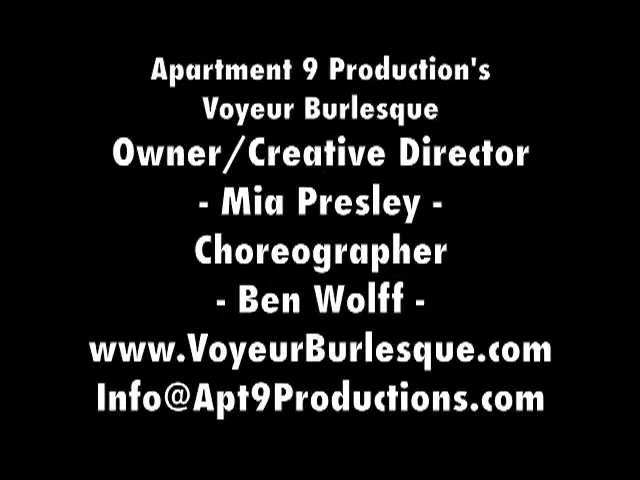 Apartment 9 Production's
Voyeur Burlesque
Owner/Creative Director
- Mia Presley -
Choreographer
- Ben Wolff -
www.VoyeurBurlesque.com
Info@Apt9Productions.com